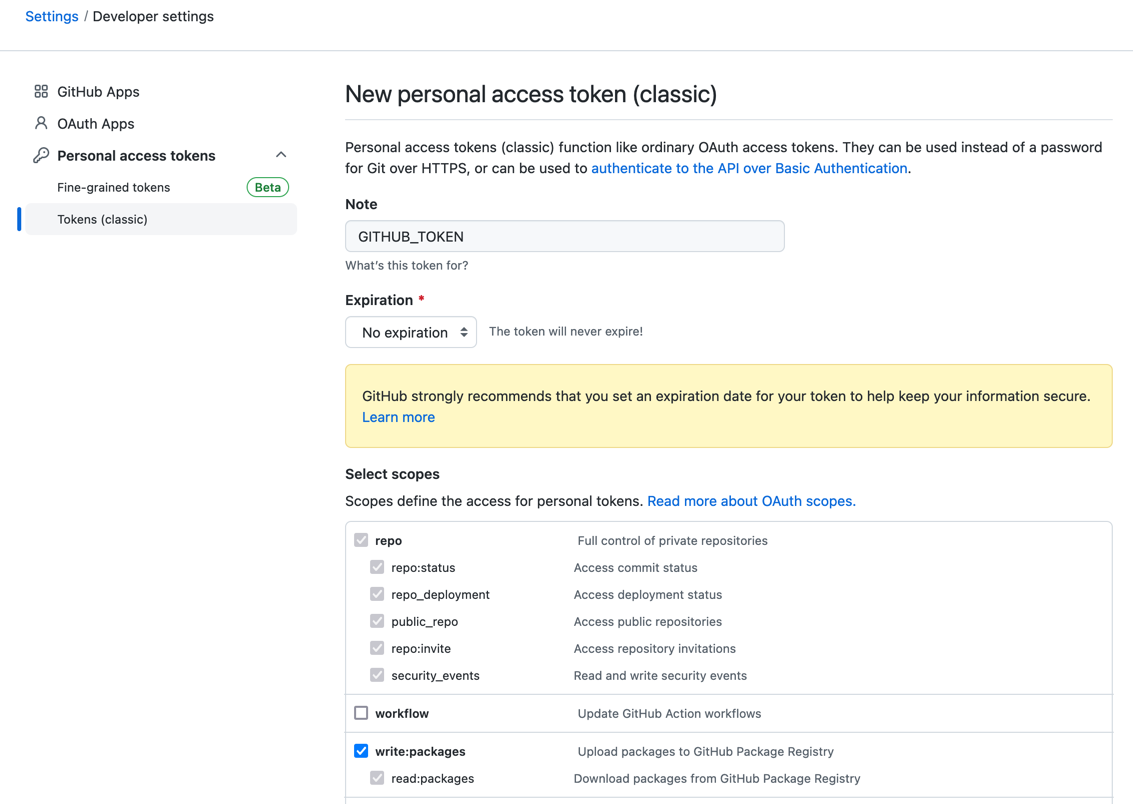 Settings / Developer settings
GitHub Apps
OAuth Apps
Personal access tokens
Fine-grained tokens Beta
Tokens (classic)
New personal access token (classic)
Personal access tokens (classic) function like ordinary OAuth access tokens. They can be used instead of a password
for Git over HTTPS, or can be used to authenticate to the API over Basic Authentication.
Note
GITHUB_TOKEN
What's this token for?
Expiration *
No expiration The token will never expire!
GitHub strongly recommends that you set an expiration date for your token to help keep your information secure.
Learn more
Select scopes
Scopes define the access for personal tokens. Read more about OAuth scopes.
repo Full control of private repositories
repo:status Access commit status
repo_deployment Access deployment status
public_repo Access public repositories
repo:invite Access repository invitations
security_events Read and write security events
workflow Update GitHub Action workflows
write:packages Upload packages to GitHub Package Registry
read:packages Download packages from GitHub Package Registry